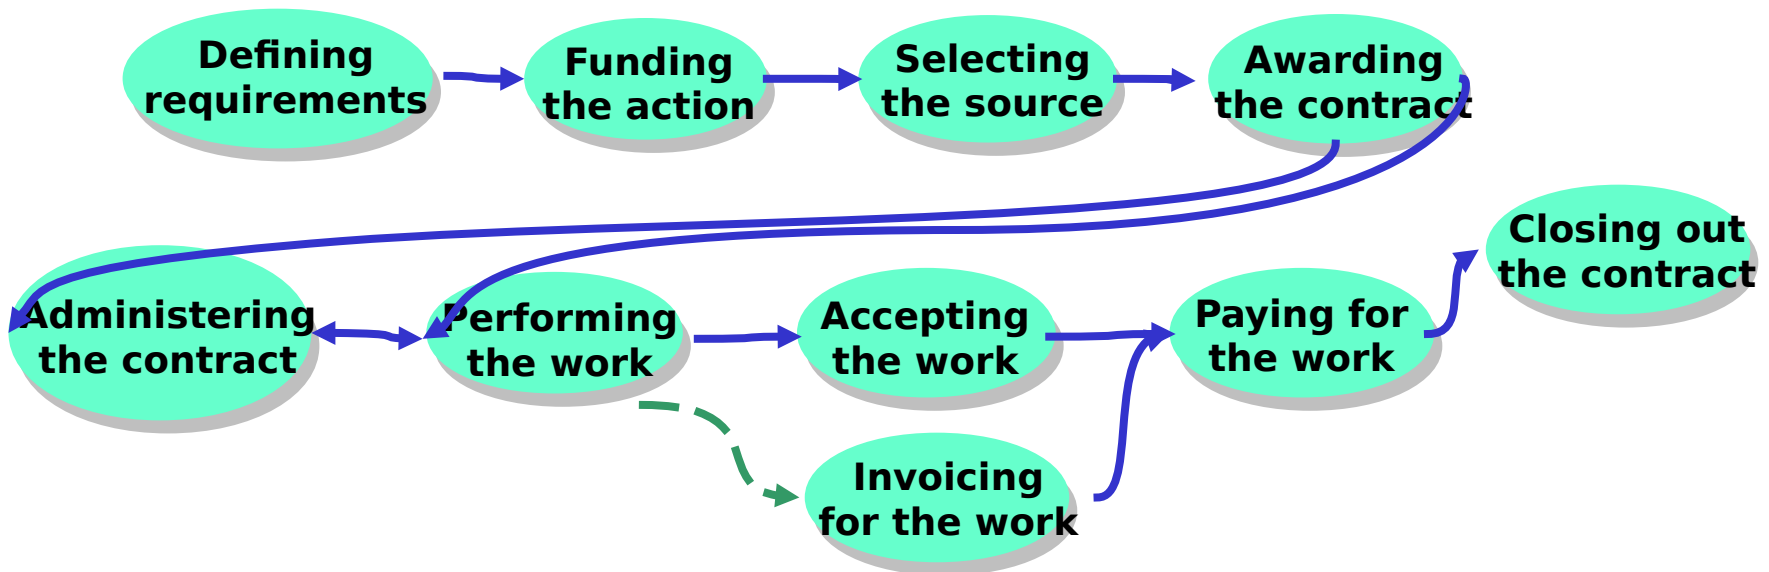 Defining
requirements
Funding
the action
Selecting
the source
Awarding
the contract
Closing out
the contract
Administering
the contract
Performing
the work
Accepting
the work
Paying for
the work
Invoicing
for the work